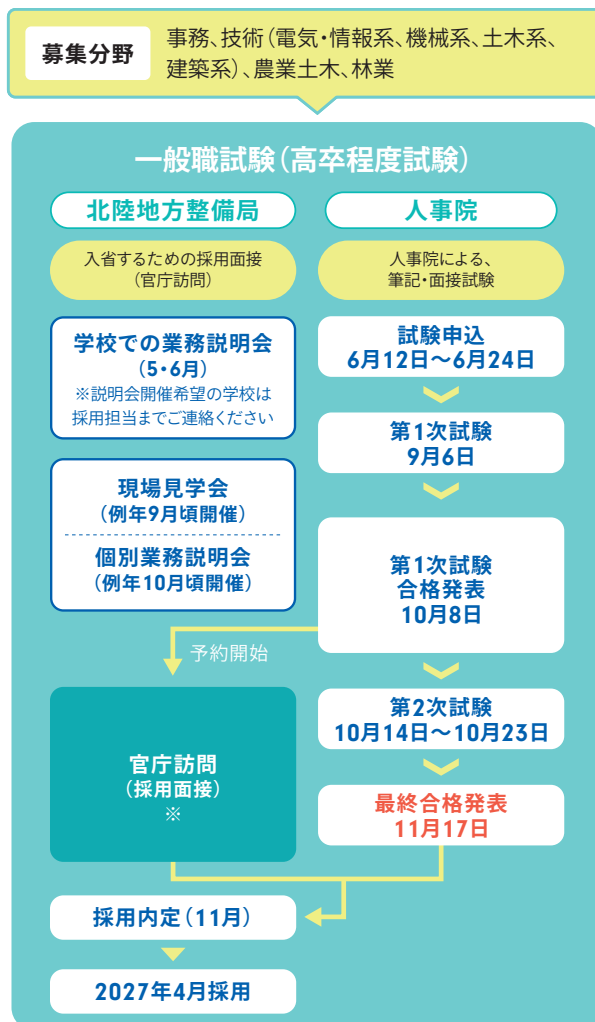 募集分野
事務、技術（電気・情報系、機械系、土木系、
建築系）、農業土木、林業
一般職試験（高卒程度試験）
北陸地方整備局
入省するための採用面接
（官庁訪問）
学校での業務説明会
（5・6月）
※説明会開催希望の学校は
採用担当までご連絡ください
現場見学会
（例年9月頃開催）
個別業務説明会
（例年10月頃開催）
人事院
人事院による、
筆記・面接試験
試験申込
6月12日～6月24日
第1次試験
9月6日
第1次試験
合格発表
10月8日
予約開始
官庁訪問
（採用面接）
※
第2次試験
10月14日～10月23日
最終合格発表
11月17日
採用内定（11月）
2027年4月採用